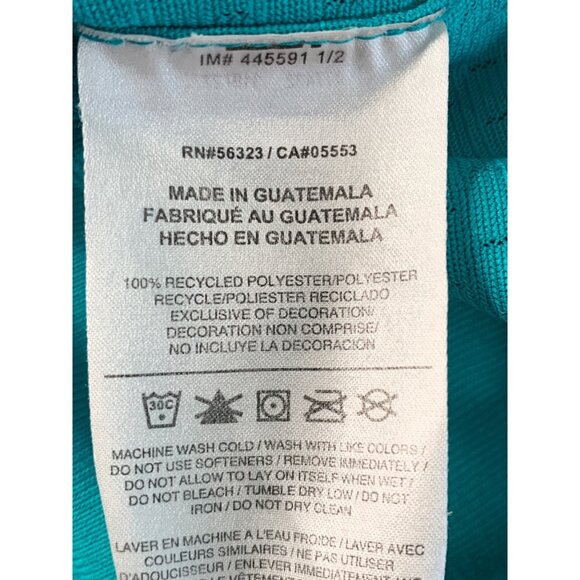 IM# 445591 1/2
RN#56323 / CA#05553
MADE IN GUATEMALA
FABRIQUÉ AU GUATEMALA
HECHO EN GUATEMALA
100% RECYCLED POLYESTER/POLYESTER
RECYCLE/POLIESTER RECICLADO
EXCLUSIVE OF DECORATION/
DECORATION NON COMPRISE/
NO INCLUYE LA DECORACION
30C
MACHINE WASH COLD / WASH WITH LIKE COLORS /
DO NOT USE SOFTENERS / REMOVE IMMEDIATELY /
DO NOT ALLOW TO LAY ON ITSELF WHEN WET /
DO NOT BLEACH / TUMBLE DRY LOW / DO NOT
IRON / DO NOT DRY CLEAN
LAVER EN MACHINE A L'EAU FROIDE / LAVER AVEC
COULEURS SIMILAIRES / NE PAS UTILISER
D'ADOUCISSEUR / ENLEVER IMMEDIATEMENT